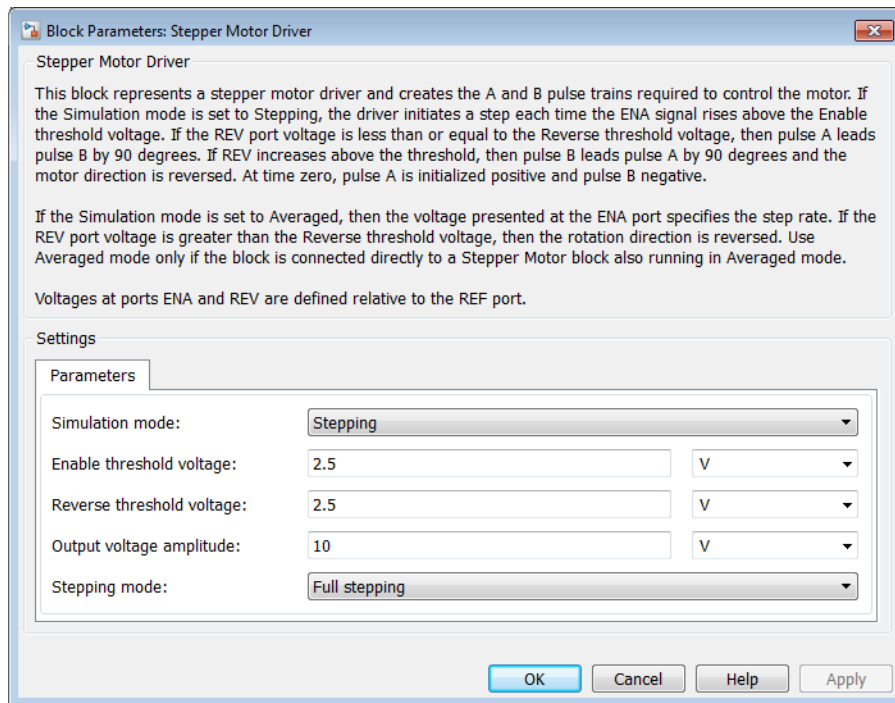 Block Parameters: Stepper Motor Driver
Stepper Motor Driver
This block represents a stepper motor driver and creates the A and B pulse trains required to control the motor. If
the Simulation mode is set to Stepping, the driver initiates a step each time the ENA signal rises above the Enable
threshold voltage. If the REV port voltage is less than or equal to the Reverse threshold voltage, then pulse A leads
pulse B by 90 degrees. If REV increases above the threshold, then pulse B leads pulse A by 90 degrees and the
motor direction is reversed. At time zero, pulse A is initialized positive and pulse B negative.
If the Simulation mode is set to Averaged, then the voltage presented at the ENA port specifies the step rate. If the
REV port voltage is greater than the Reverse threshold voltage, then the rotation direction is reversed. Use
Averaged mode only if the block is connected directly to a Stepper Motor block also running in Averaged mode.
Voltages at ports ENA and REV are defined relative to the REF port.
Settings
Parameters
Simulation mode: Stepping
Enable threshold voltage: 2.5 V
Reverse threshold voltage: 2.5 V
Output voltage amplitude: 10 V
Stepping mode: Full stepping
OK Cancel Help Apply